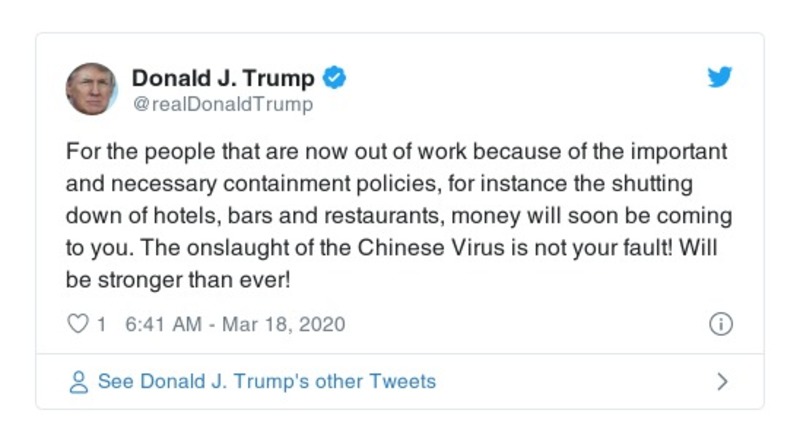 Donald J. Trump
@realDonaldTrump
For the people that are now out of work because of the important
and necessary containment policies, for instance the shutting
down of hotels, bars and restaurants, money will soon be coming
to you. The onslaught of the Chinese Virus is not your fault! Will
be stronger than ever!
1 6:41 AM - Mar 18, 2020
See Donald J. Trump's other Tweets